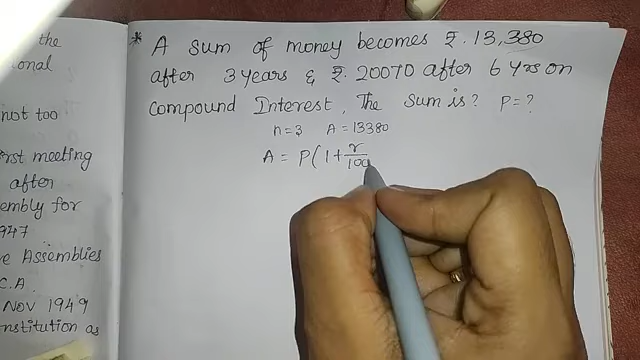 the
ional
not too
rst meeting
after
embly for
947
e Assemblies
C.A.
Nov 1949
nstitution as
* A sum of money becomes ₹. 13,380
after 3 years & ₹. 20070 after 6 yrs on
Compound Interest, The Sum is? P = ?
n = 3 A = 13380
A = P( 1 + r/100